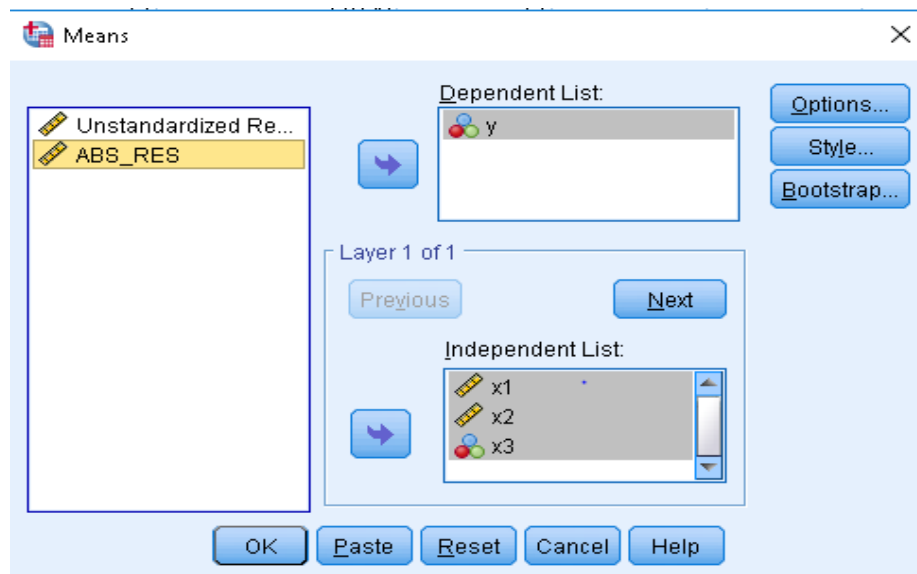 Means
Dependent List:
Unstandardized Re...
ABS_RES
y
Options...
Style...
Bootstrap...
Layer 1 of 1
Previous
Next
Independent List:
x1
x2
x3
OK
Paste
Reset
Cancel
Help